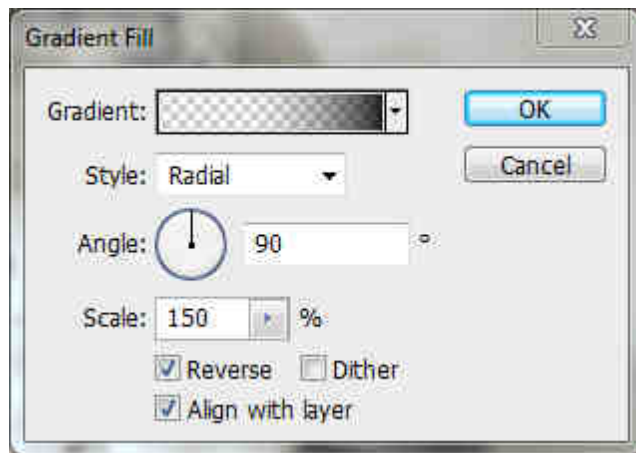 Gradient Fill
Gradient:
OK
Style: Radial
Cancel
Angle: 90 °
Scale: 150 %
Reverse Dither
Align with layer